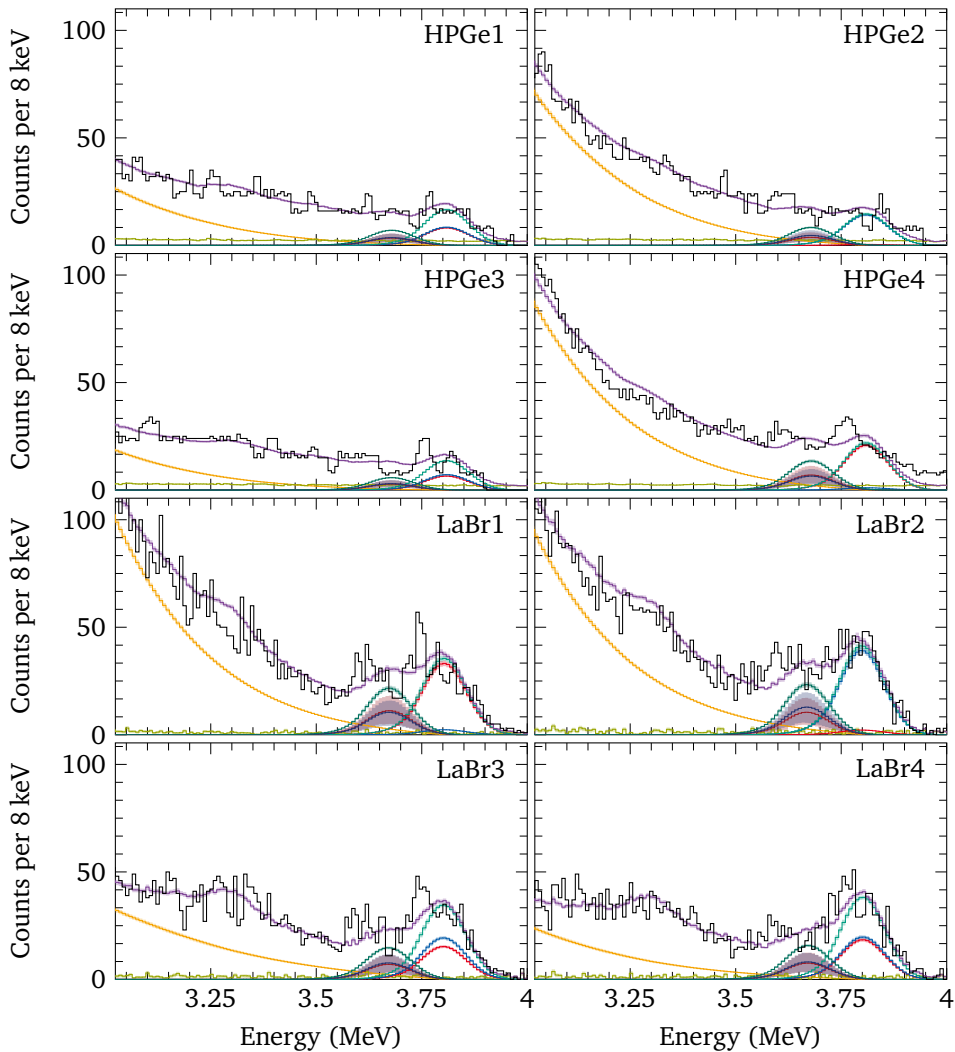 HPGe1
HPGe2
100
50
0
Counts per 8 keV
HPGe3
HPGe4
100
50
0
Counts per 8 keV
LaBr1
LaBr2
100
50
0
Counts per 8 keV
LaBr3
LaBr4
100
50
0
Counts per 8 keV
3.25 3.5 3.75 4
3.25 3.5 3.75 4
Energy (MeV)
Energy (MeV)